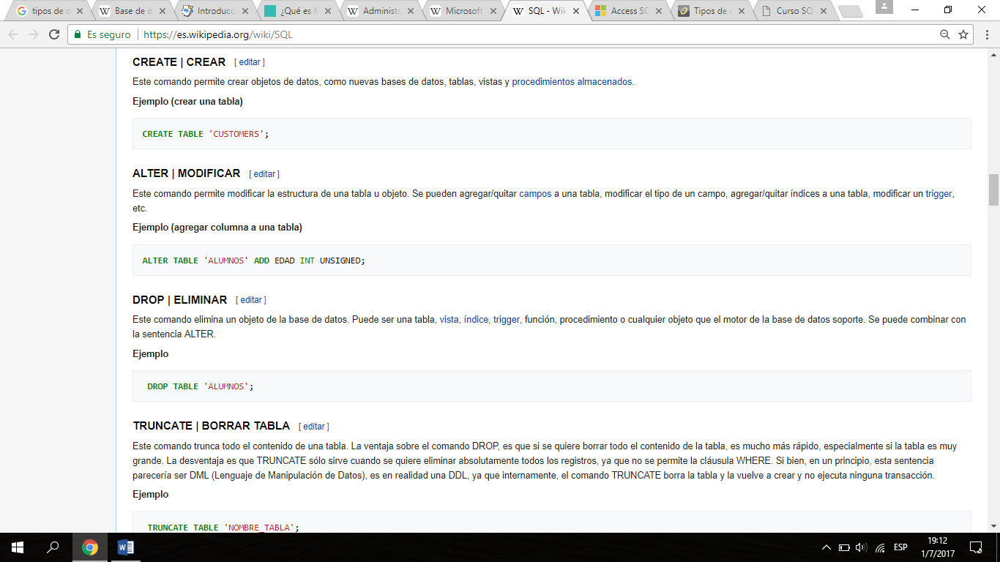 tipos de d
Base de d
Introducc
¿Qué es M
Administr
Microsoft
SQL - Wik
Access SQ
Tipos de
Curso SQ
Es seguro
https://es.wikipedia.org/wiki/SQL
CREATE | CREAR [ editar ]
Este comando permite crear objetos de datos, como nuevas bases de datos, tablas, vistas y procedimientos almacenados.
Ejemplo (crear una tabla)
CREATE TABLE 'CUSTOMERS';
ALTER | MODIFICAR [ editar ]
Este comando permite modificar la estructura de una tabla u objeto. Se pueden agregar/quitar campos a una tabla, modificar el tipo de un campo, agregar/quitar índices a una tabla, modificar un trigger,
etc.
Ejemplo (agregar columna a una tabla)
ALTER TABLE 'ALUMNOS' ADD EDAD INT UNSIGNED;
DROP | ELIMINAR [ editar ]
Este comando elimina un objeto de la base de datos. Puede ser una tabla, vista, índice, trigger, función, procedimiento o cualquier objeto que el motor de la base de datos soporte. Se puede combinar con
la sentencia ALTER.
Ejemplo
DROP TABLE 'ALUMNOS';
TRUNCATE | BORRAR TABLA [ editar ]
Este comando trunca todo el contenido de una tabla. La ventaja sobre el comando DROP, es que si se quiere borrar todo el contenido de la tabla, es mucho más rápido, especialmente si la tabla es muy
grande. La desventaja es que TRUNCATE sólo sirve cuando se quiere eliminar absolutamente todos los registros, ya que no se permite la cláusula WHERE. Si bien, en un principio, esta sentencia
parecería ser DML (Lenguaje de Manipulación de Datos), es en realidad una DDL, ya que internamente, el comando TRUNCATE borra la tabla y la vuelve a crear y no ejecuta ninguna transacción.
Ejemplo
TRUNCATE TABLE 'NOMBRE_TABLA';
ESP
19:12
1/7/2017